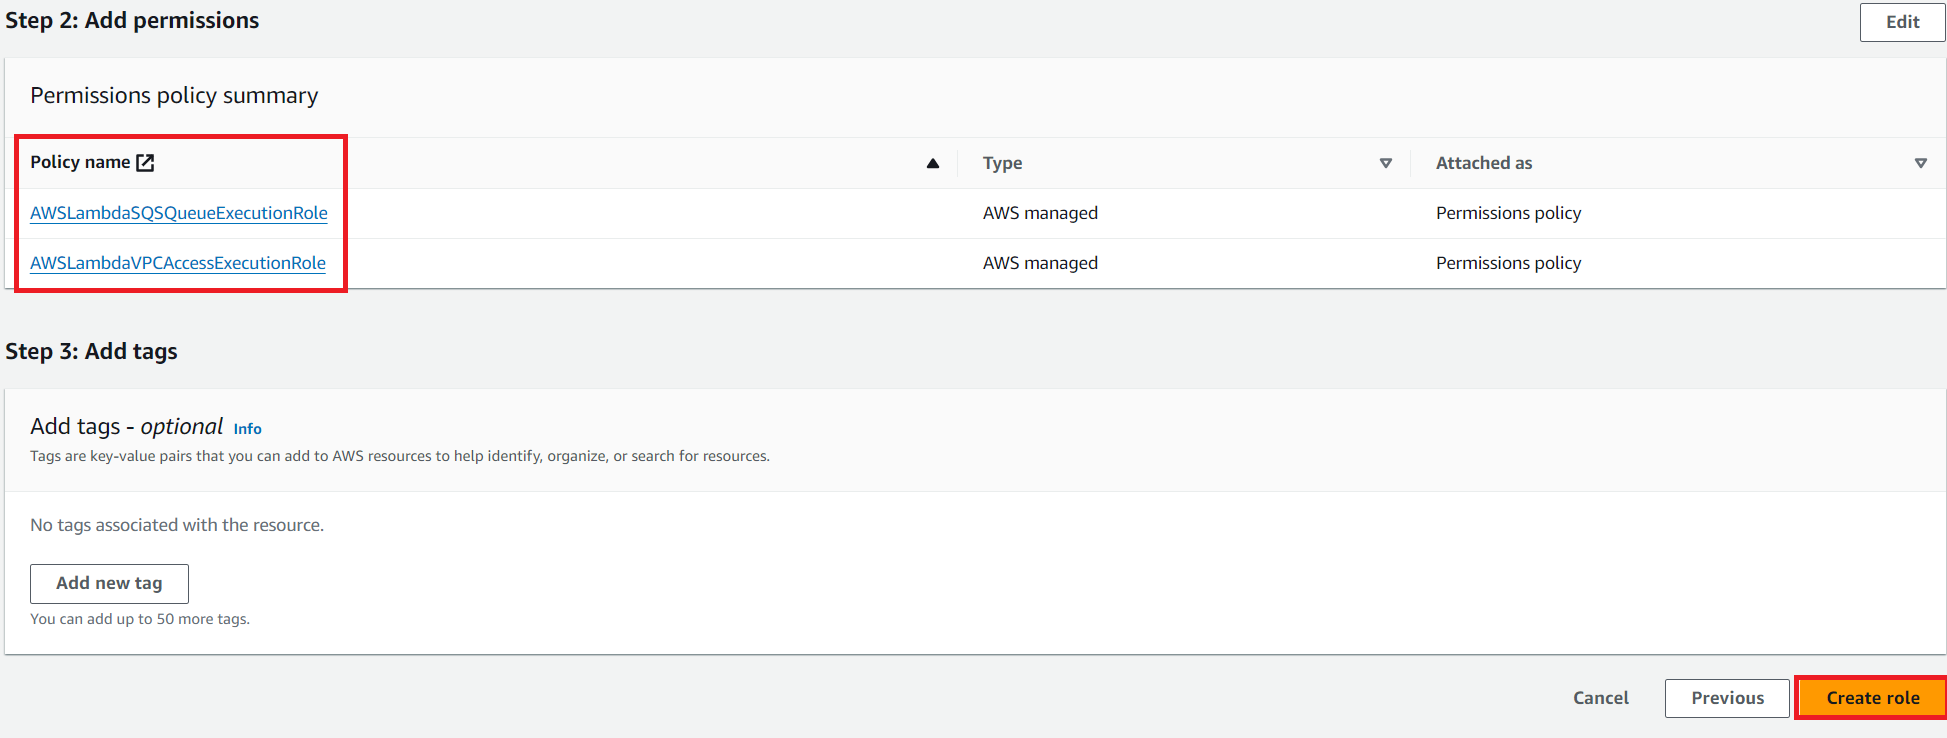 Step 2: Add permissions
Edit
Permissions policy summary
Policy name Type Attached as
AWSLambdaSQSQueueExecutionRole AWS managed Permissions policy
AWSLambdaVPCAccessExecutionRole AWS managed Permissions policy
Step 3: Add tags
Add tags - optional Info
Tags are key-value pairs that you can add to AWS resources to help identify, organize, or search for resources.
No tags associated with the resource.
Add new tag
You can add up to 50 more tags.
Cancel Previous Create role